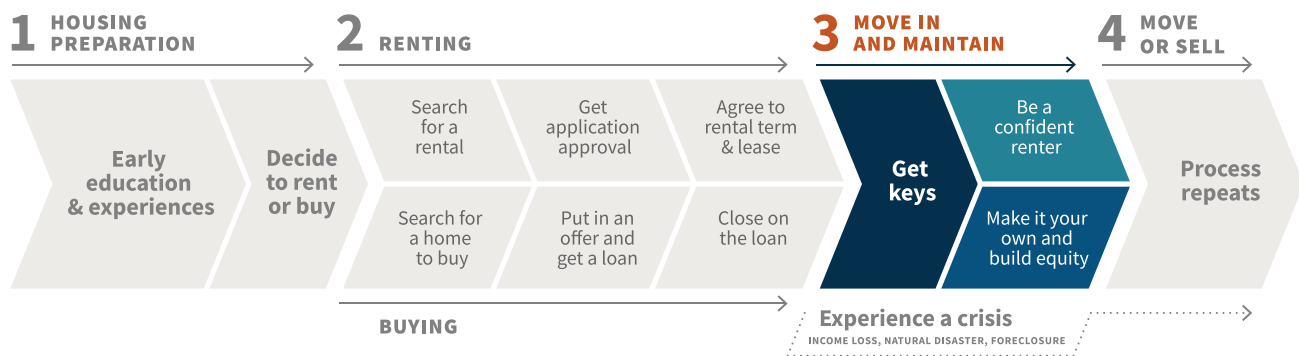 1 HOUSING
PREPARATION
2 RENTING
3 MOVE IN
AND MAINTAIN
4 MOVE
OR SELL
Early
education
& experiences
Decide
to rent
or buy
Search
for a
rental
Get
application
approval
Agree to
rental term
& lease
Search for
a home
to buy
Put in an
offer and
get a loan
Close on
the loan
Get
keys
Be a
confident
renter
Make it your
own and
build equity
Process
repeats
BUYING
Experience a crisis
INCOME LOSS, NATURAL DISASTER, FORECLOSURE